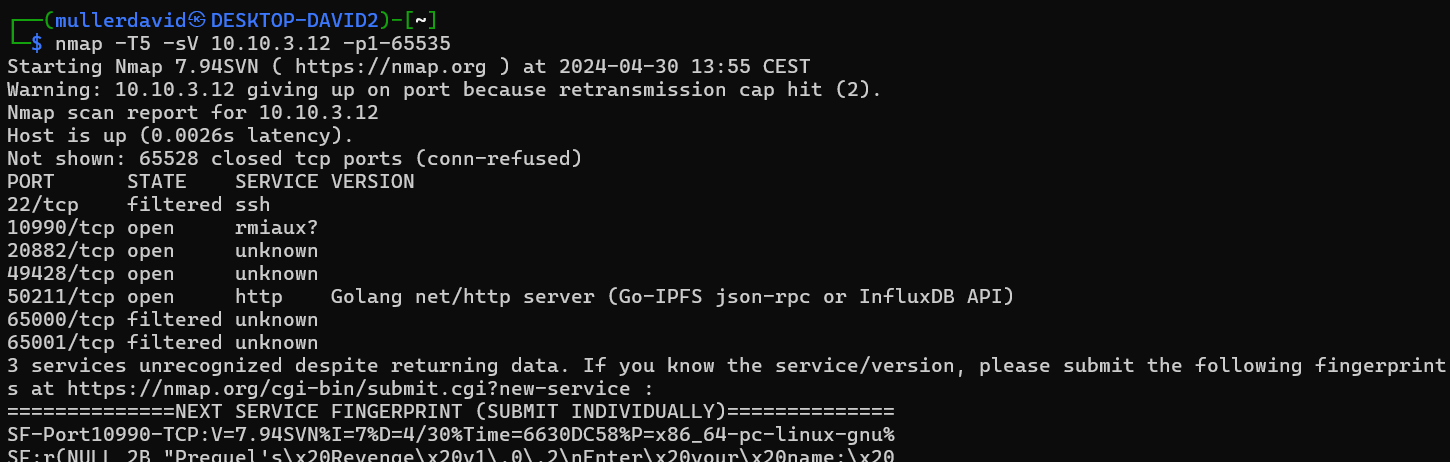 ┌──(mullerdavid㉿DESKTOP-DAVID2)-[~]
└─$ nmap -T5 -sV 10.10.3.12 -p1-65535
Starting Nmap 7.94SVN ( https://nmap.org ) at 2024-04-30 13:55 CEST
Warning: 10.10.3.12 giving up on port because retransmission cap hit (2).
Nmap scan report for 10.10.3.12
Host is up (0.0026s latency).
Not shown: 65528 closed tcp ports (conn-refused)
PORT      STATE    SERVICE VERSION
22/tcp    filtered ssh
10990/tcp open     rmiaux?
20882/tcp open     unknown
49428/tcp open     unknown
50211/tcp open     http    Golang net/http server (Go-IPFS json-rpc or InfluxDB API)
65000/tcp filtered unknown
65001/tcp filtered unknown
3 services unrecognized despite returning data. If you know the service/version, please submit the following fingerprint
s at https://nmap.org/cgi-bin/submit.cgi?new-service :
==============NEXT SERVICE FINGERPRINT (SUBMIT INDIVIDUALLY)==============
SF-Port10990-TCP:V=7.94SVN%I=7%D=4/30%Time=6630DC58%P=x86_64-pc-linux-gnu%
SF:r(NULL,2B,"Prequel's\x20Revenge\x20v1\.0\.2\nEnter\x20your\x20name:\x20